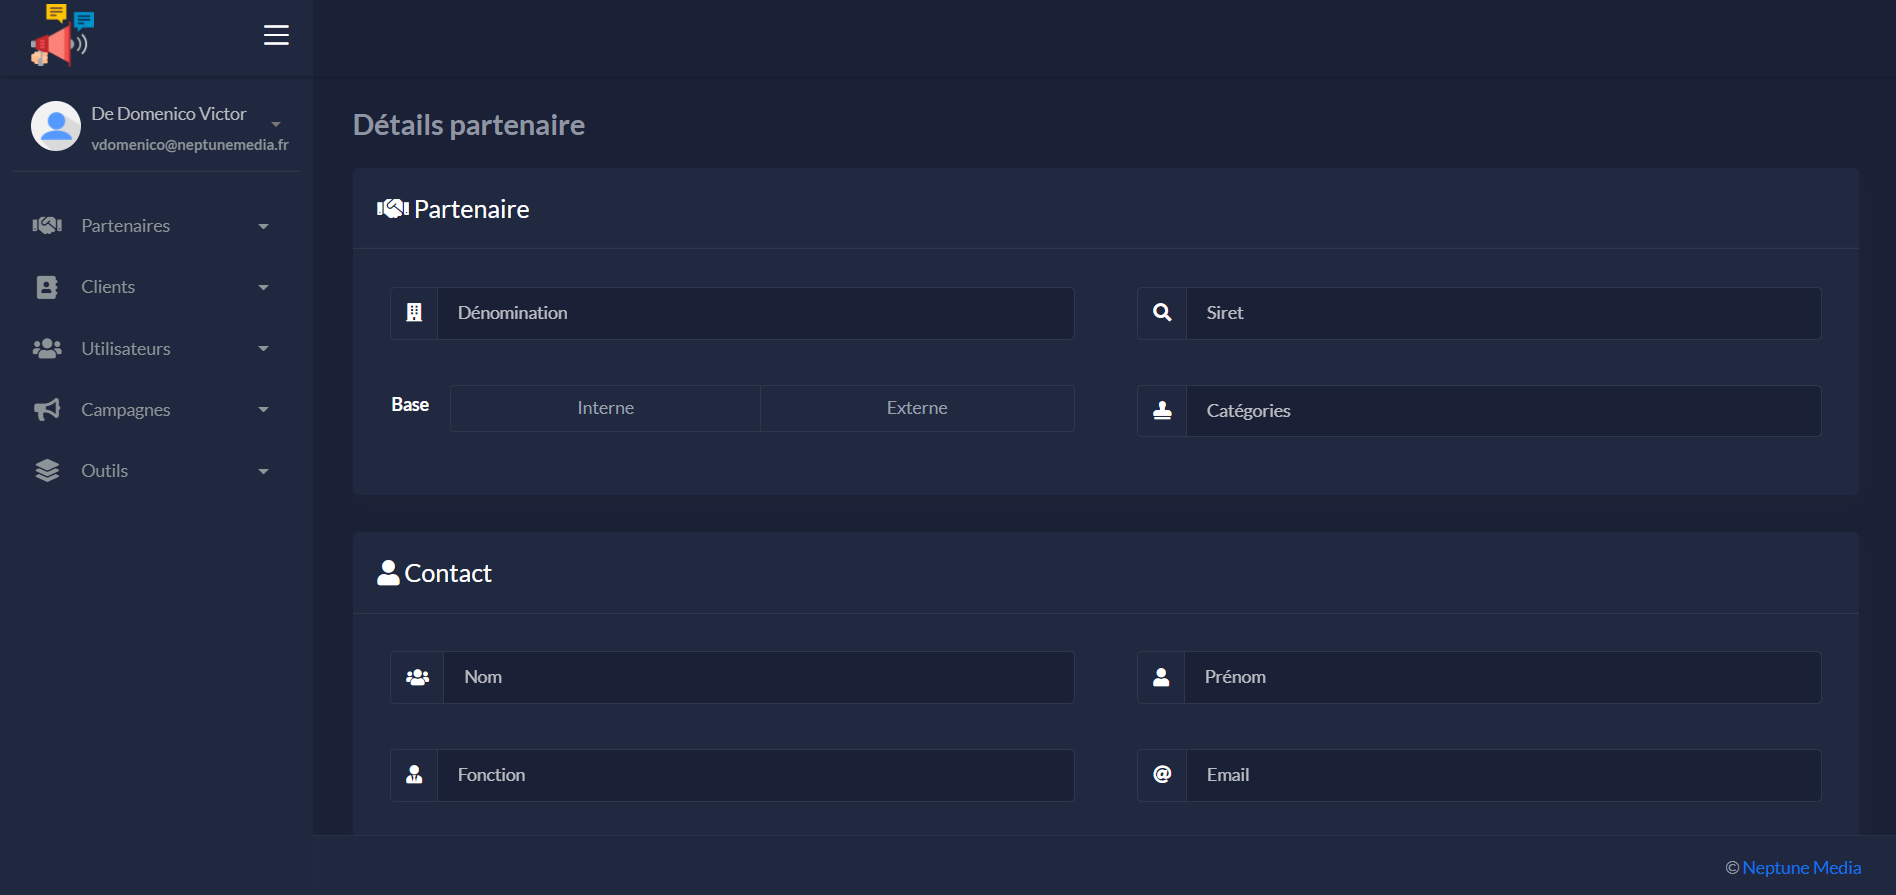 De Domenico Victor
vdomenico@neptunemedia.fr
Partenaires
Clients
Utilisateurs
Campagnes
Outils
Détails partenaire
Partenaire
Dénomination
Siret
Base
Interne
Externe
Catégories
Contact
Nom
Prénom
Fonction
Email
© Neptune Media